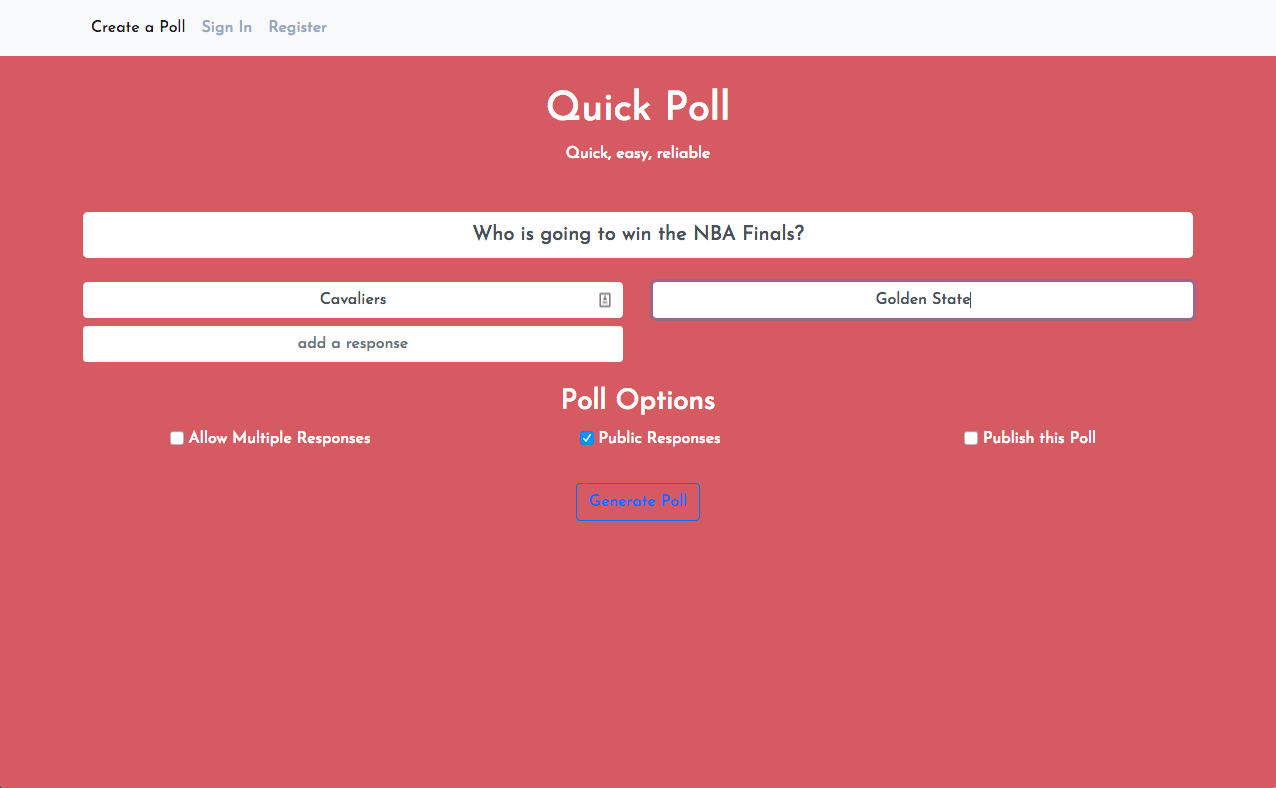 Create a Poll Sign In Register
Quick Poll
Quick, easy, reliable
Who is going to win the NBA Finals?
Cavaliers Golden State
add a response
Poll Options
Allow Multiple Responses Public Responses Publish this Poll
Generate Poll